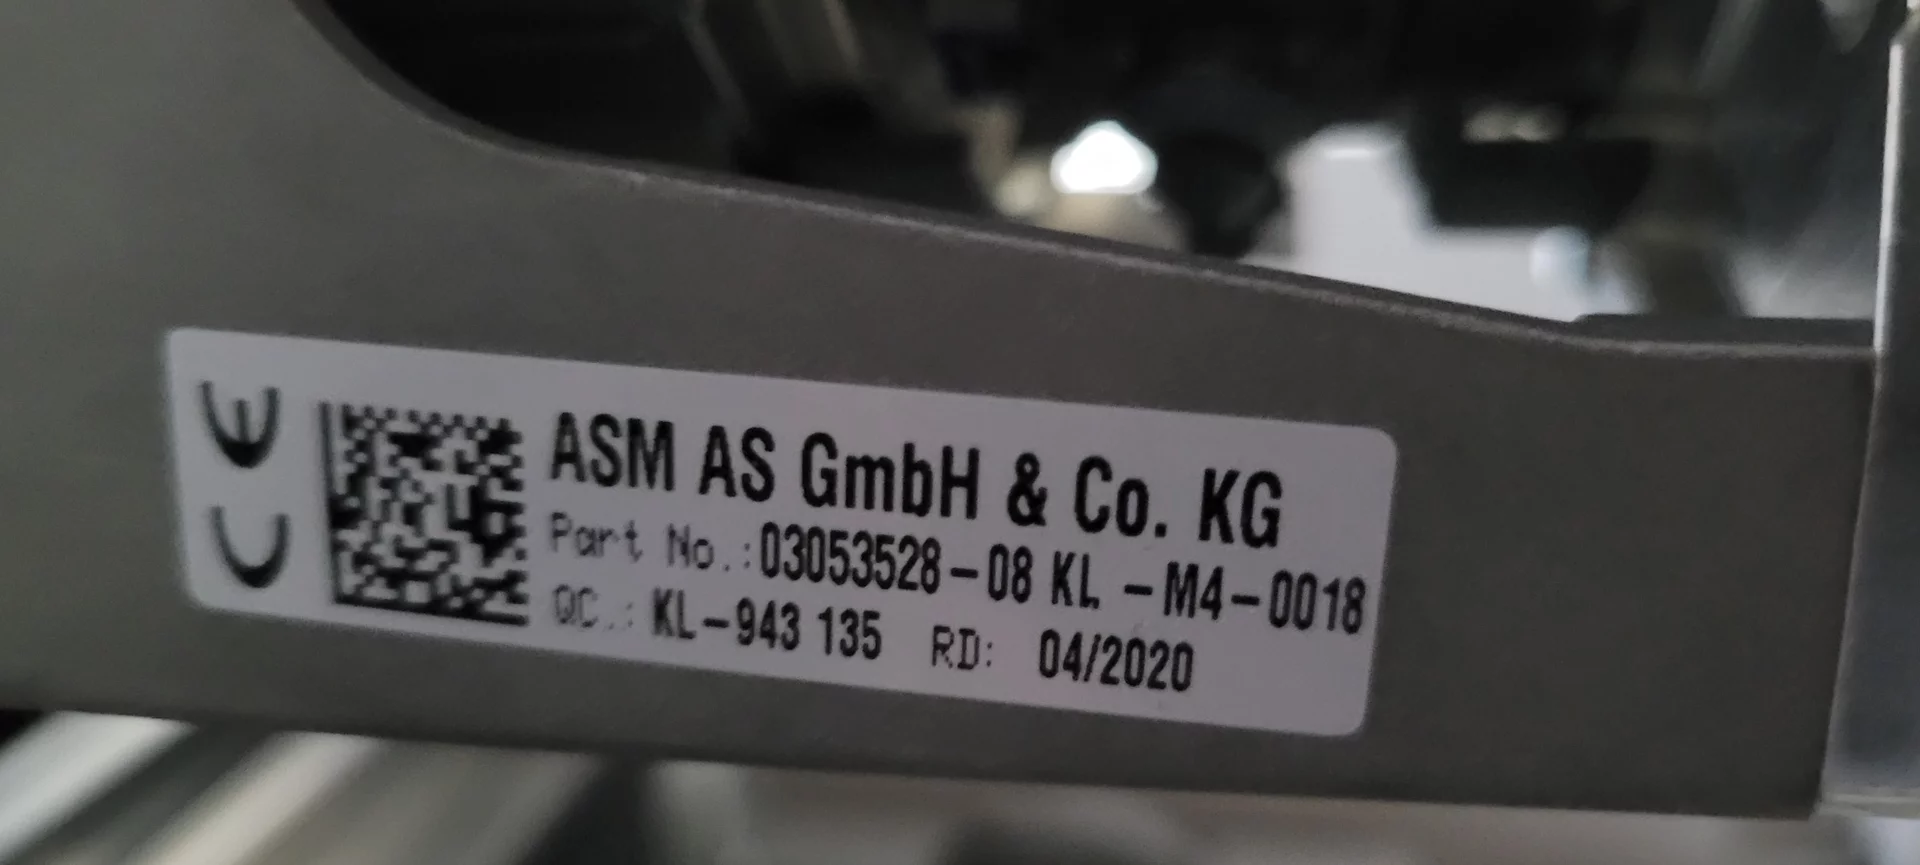 CE
ASM AS GmbH & Co. KG
Part No.:03053528-08 KL -M4-0018
QC.: KL-943 135 RD: 04/2020